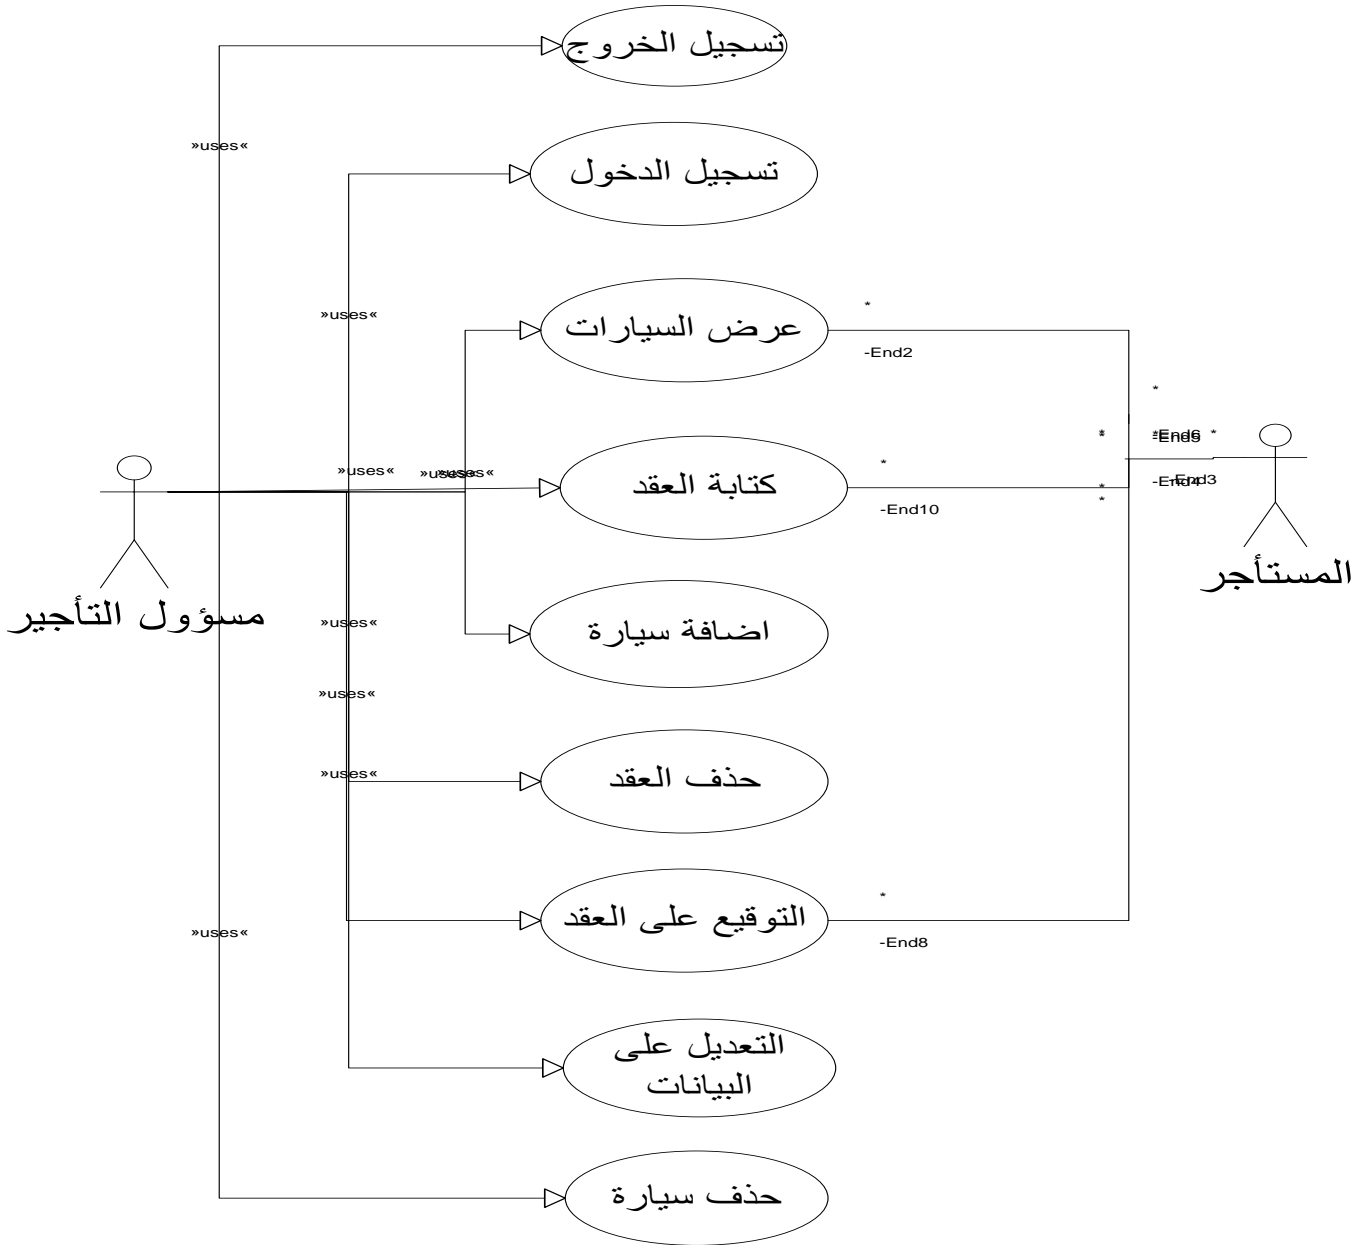 تسجيل الخروج
»uses«
تسجيل الدخول
»uses«
عرض السيارات
*
-End2
*
*
*
-End6
*
-End5
*
»uses«
»uses«
»uses«
كتابة العقد
*
-End10
*
*
-End4
-End3
المستأجر
مسؤول التأجير
»uses«
اضافة سيارة
»uses«
»uses«
حذف العقد
»uses«
التوقيع على العقد
*
-End8
التعديل على
البيانات
حذف سيارة